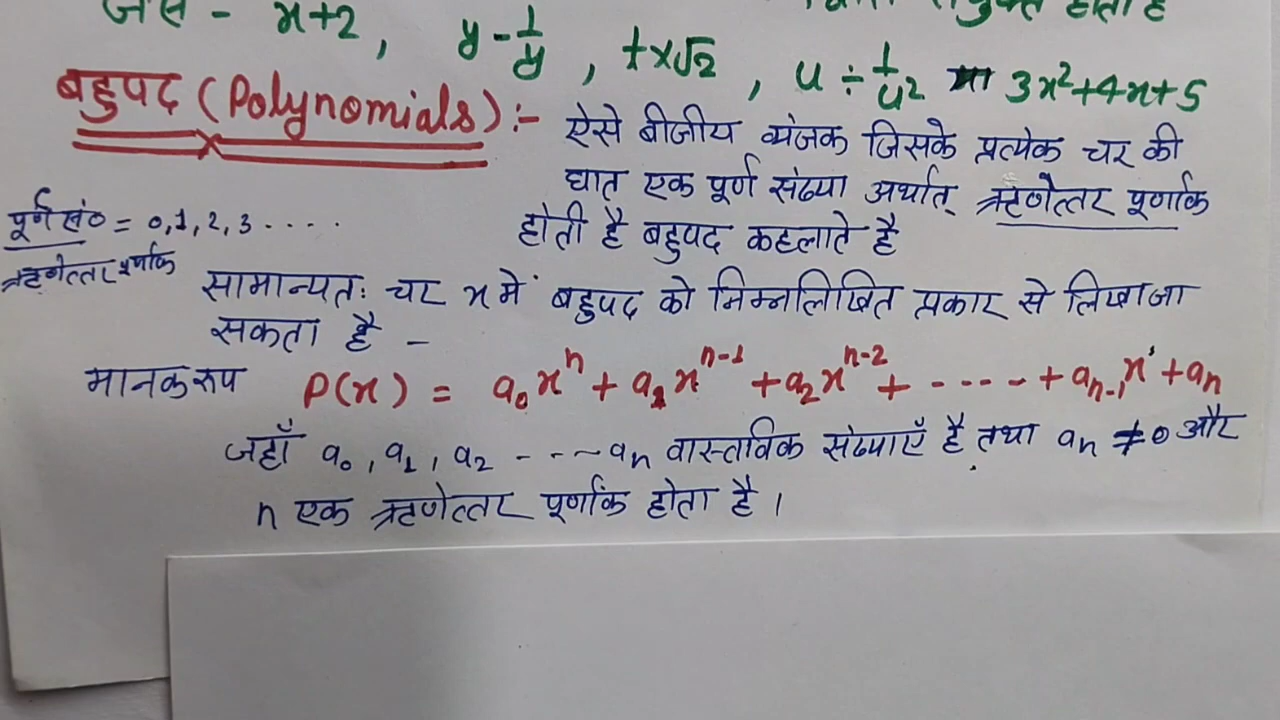 जैसे - x+2, y-1/y, t×√2, u÷1/u² या 3x²+4x+5
होता है
बहुपद (Polynomials) :- ऐसे बीजीय व्यंजक जिसके प्रत्येक चर की
घात एक पूर्ण संख्या अर्थात् ऋणेत्तर पूर्णांक
होती है बहुपद कहलाते है
पूर्ण सं० = 0,1,2,3 .....
ऋणेत्तर पूर्णांक
सामान्यतः चर x में बहुपद को निम्नलिखित प्रकार से लिखा जा
सकता है -
मानक रुप P(x) = a₀xⁿ + a₁xⁿ⁻¹ + a₂xⁿ⁻² + ----- + aₙ₋₁x¹ + aₙ
जहाँ a₀, a₁, a₂ ---- aₙ वास्तविक संख्याएँ है तथा aₙ ≠ 0 और
n एक ऋणेत्तर पूर्णांक होता है ।